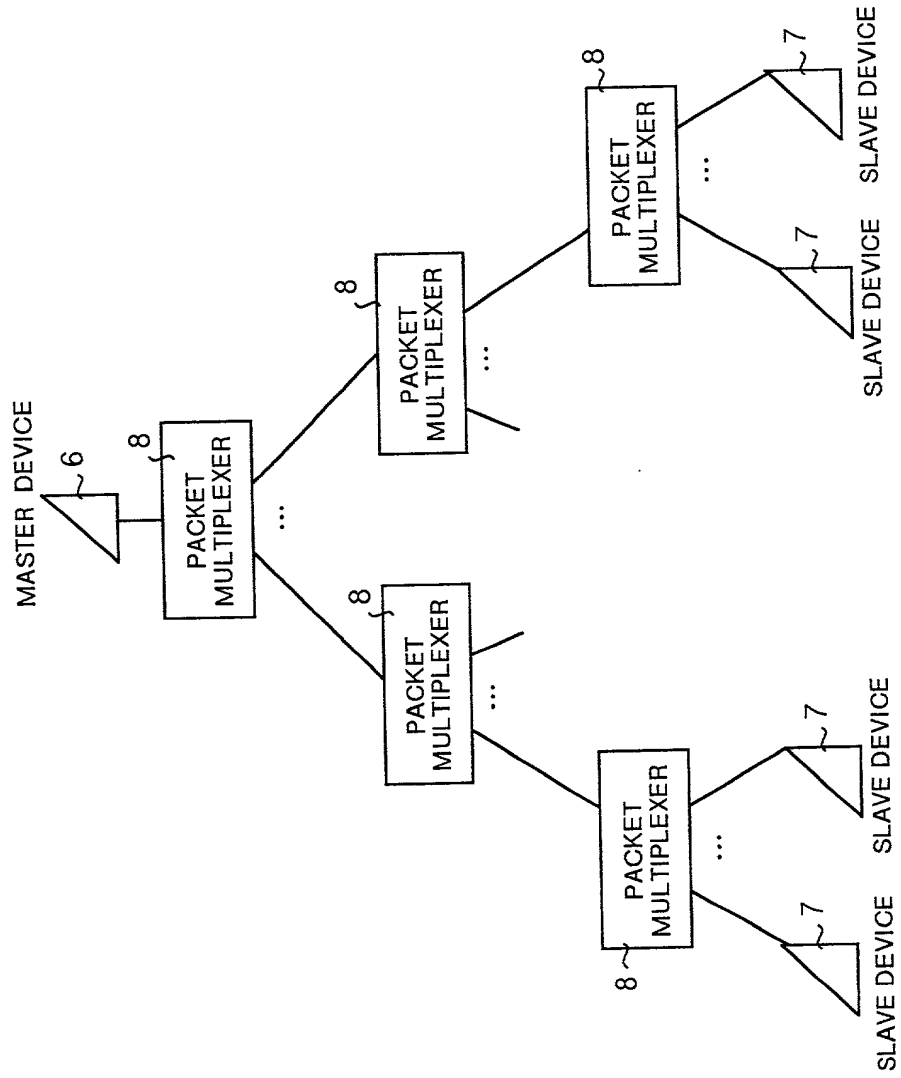 MASTER DEVICE
6
8
PACKET
MULTIPLEXER
...
8
PACKET
MULTIPLEXER
...
8
PACKET
MULTIPLEXER
...
8
PACKET
MULTIPLEXER
...
8
PACKET
MULTIPLEXER
...
7
SLAVE DEVICE
7
SLAVE DEVICE
7
SLAVE DEVICE
7
SLAVE DEVICE